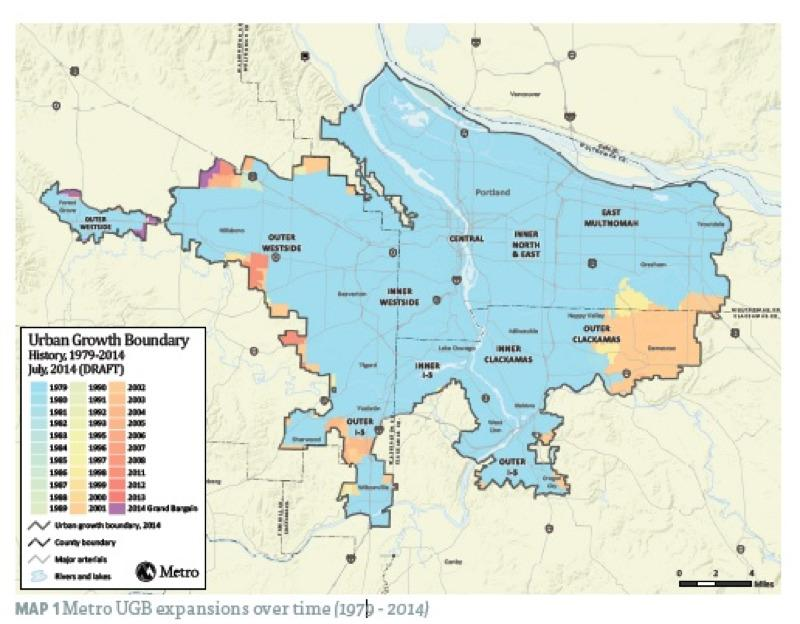 Vancouver
Portland
Forest
Grove
OUTER
WESTSIDE
Hillsboro
OUTER
WESTSIDE
CENTRAL
INNER
NORTH
& EAST
EAST
MULTNOMAH
Troutdale
Gresham
Beaverton
INNER
WESTSIDE
Happy Valley
OUTER
CLACKAMAS
Damascus
Milwaukie
Lake Oswego
INNER
CLACKAMAS
Tigard
INNER
I-5
Tualatin
OUTER
I-5
Sherwood
West
Linn
OUTER
I-5
Oregon
City
Wilsonville
Canby
Urban Growth Boundary
History, 1979-2014
July, 2014 (DRAFT)
1979 1990 2002
1980 1991 2002
1981 1992 2004
1982 1993 2005
1983 1995 2006
1984 1996 2007
1985 1997 2008
1986 1998 2011
1987 1999 2012
1988 2000 2013
1989 2001 2014 Grand Bargain
Urban growth boundary, 2014
County boundary
Major arterials
Rivers and lakes
Metro
0 2 4
Miles
MAP 1 Metro UGB expansions over time (1979 - 2014)